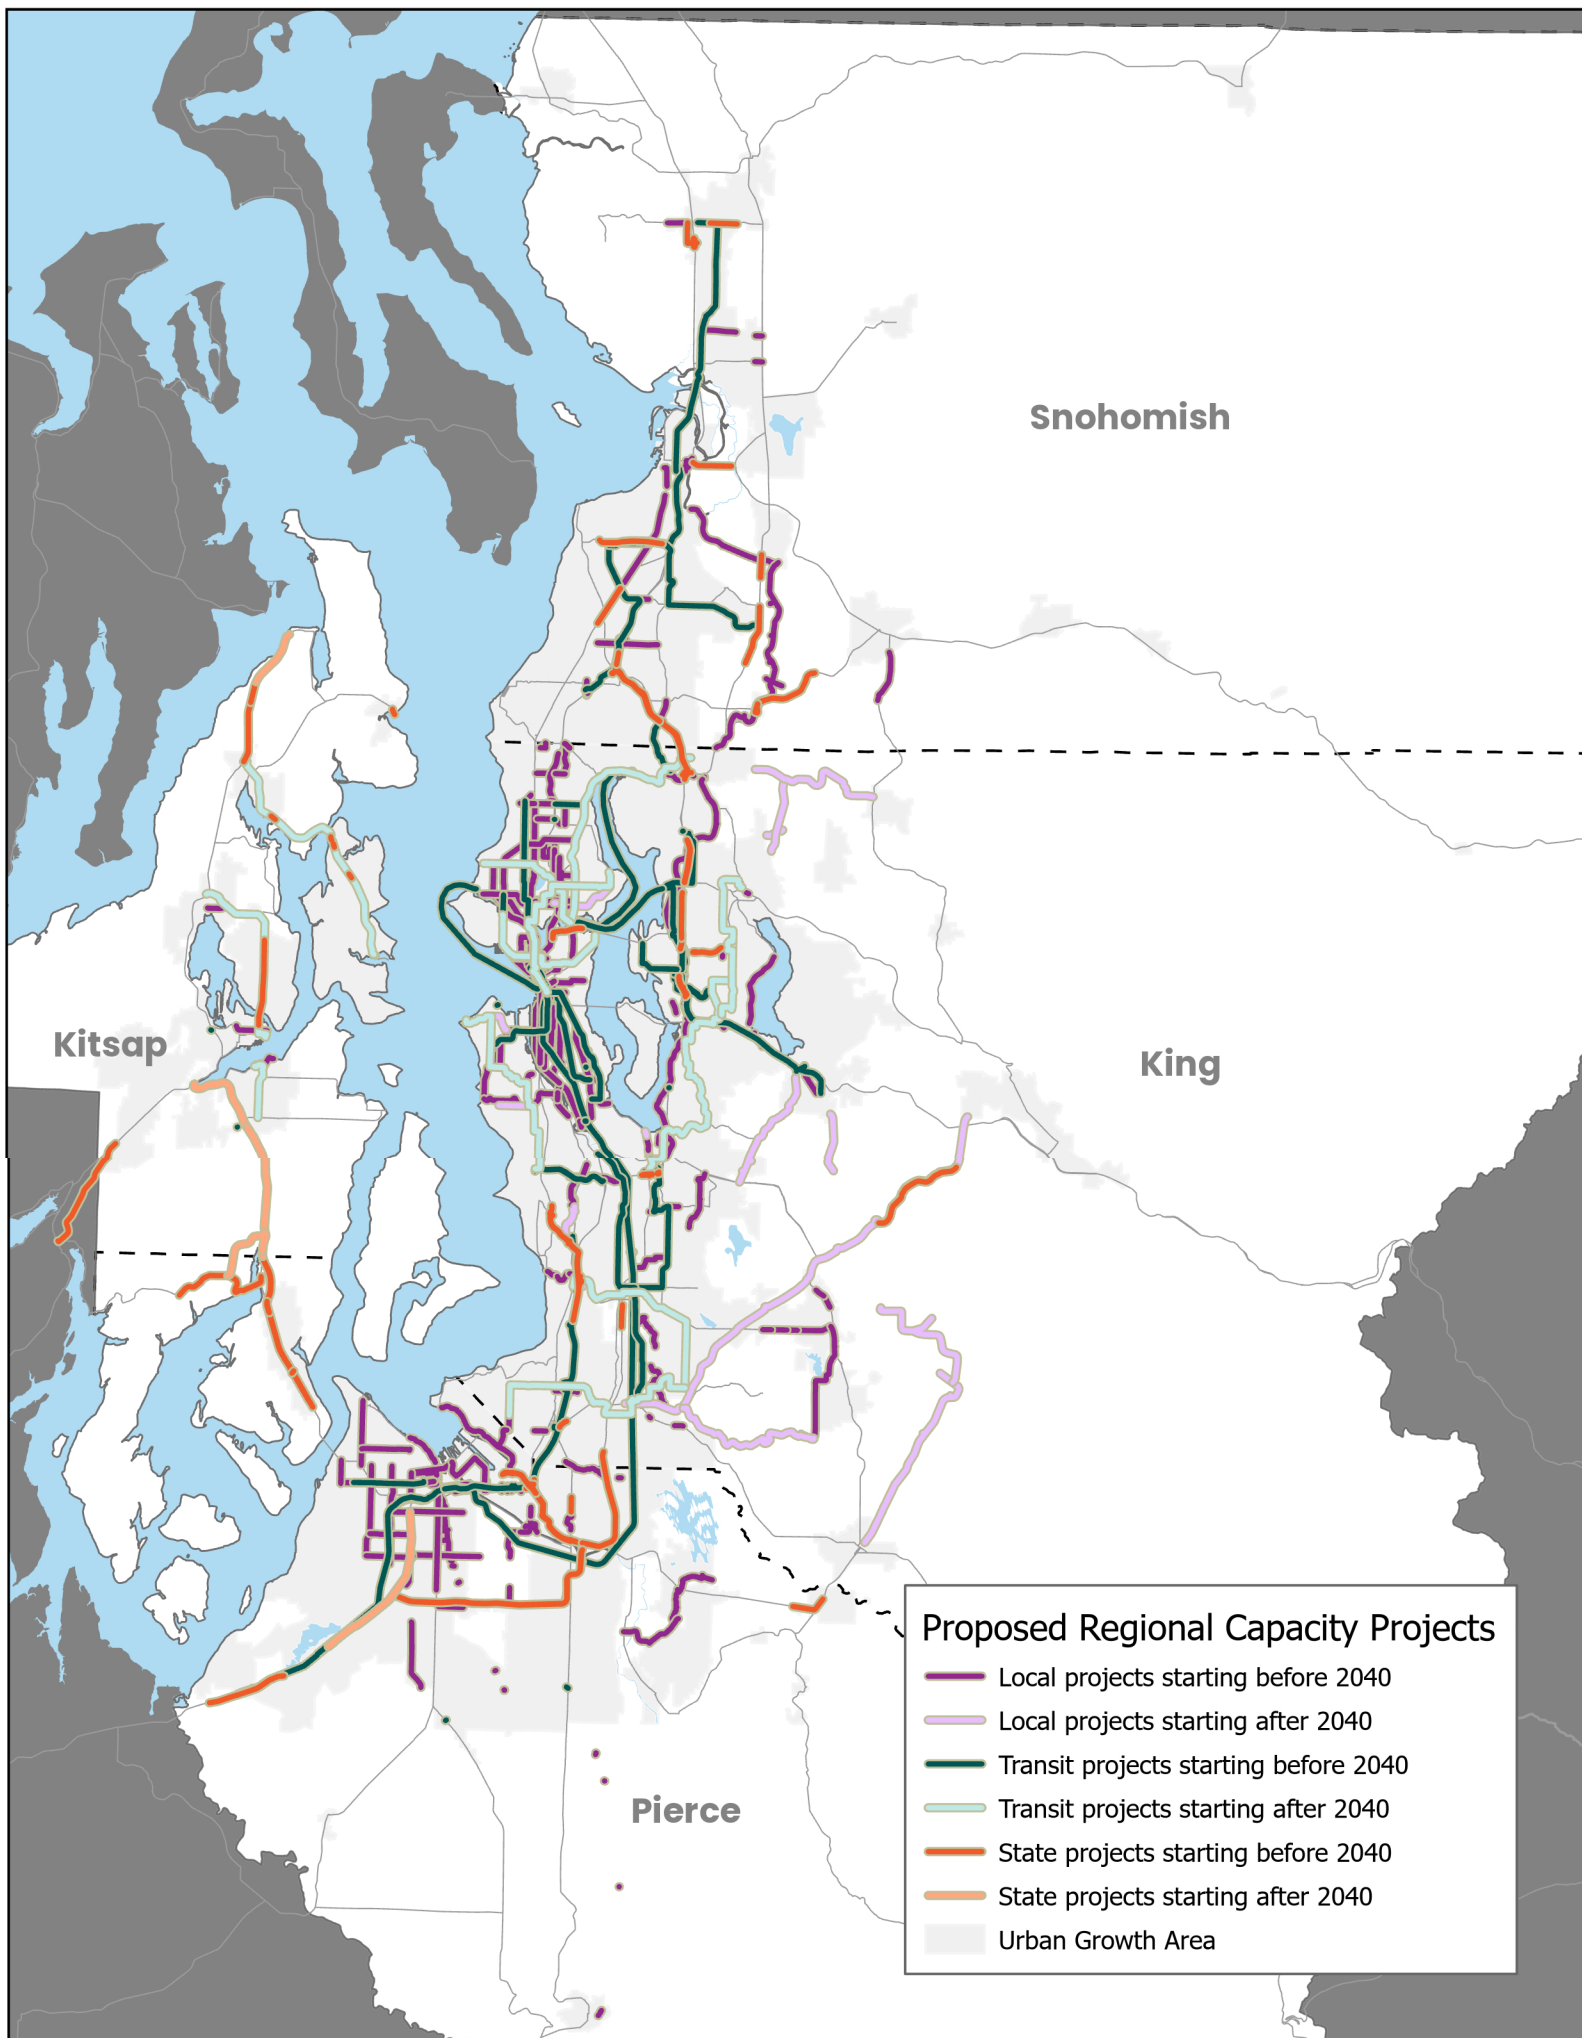 Snohomish
Kitsap
King
Pierce
Proposed Regional Capacity Projects
Local projects starting before 2040
Local projects starting after 2040
Transit projects starting before 2040
Transit projects starting after 2040
State projects starting before 2040
State projects starting after 2040
Urban Growth Area